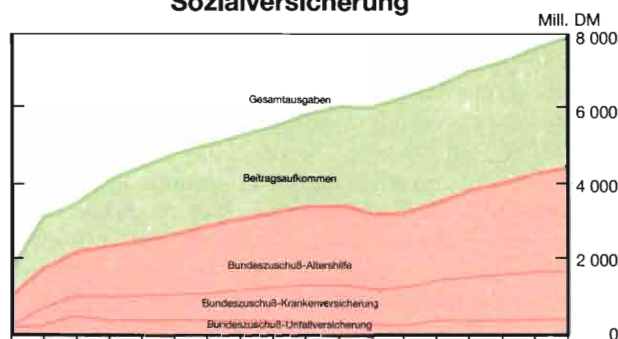 Sozialversicherung
Mill. DM
8 000
Gesamtausgaben
6 000
Beitragsaufkommen
4 000
Bundeszuschuß-Altershilfe
2 000
Bundeszuschuß-Krankenversicherung
Bundeszuschuß-Unfallversicherung
0